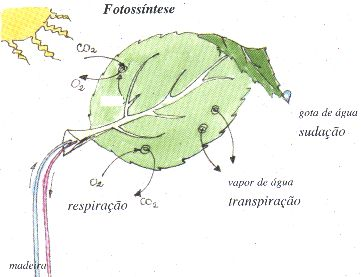 Fotossíntese
CO2
O2
gota de água
sudação
O2
CO2
respiração
vapor de água
transpiração
madeira